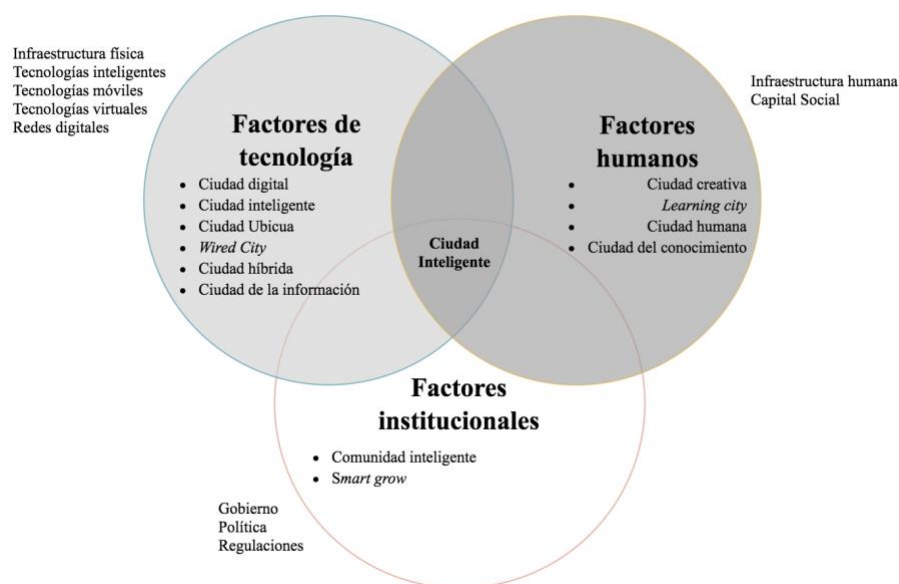 Infraestructura física
Tecnologías inteligentes
Tecnologías móviles
Tecnologías virtuales
Redes digitales
Factores de
tecnología
• Ciudad digital
• Ciudad inteligente
• Ciudad Ubicua
• Wired City
• Ciudad híbrida
• Ciudad de la información
Infraestructura humana
Capital Social
Factores
humanos
• Ciudad creativa
• Learning city
• Ciudad humana
• Ciudad del conocimiento
Ciudad
Inteligente
Factores
institucionales
• Comunidad inteligente
• Smart grow
Gobierno
Política
Regulaciones